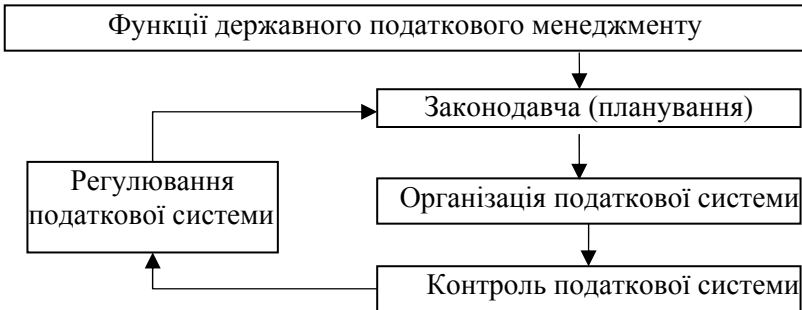 Функції державного податкового менеджменту
Законодавча (планування)
Регулювання
податкової системи
Організація податкової системи
Контроль податкової системи